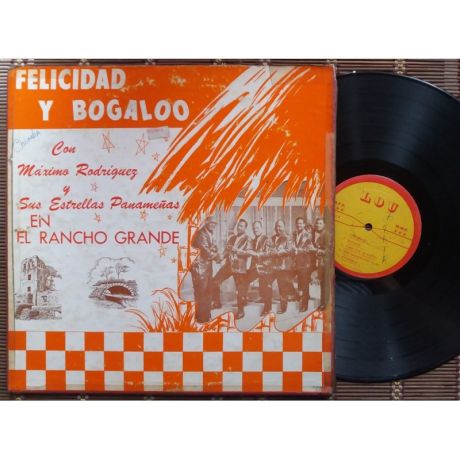 FELICIDAD
Y BOGALOO
Con
Máximo Rodriguez
y
Sus Estrellas Panameñas
EN
EL RANCHO GRANDE
LOU